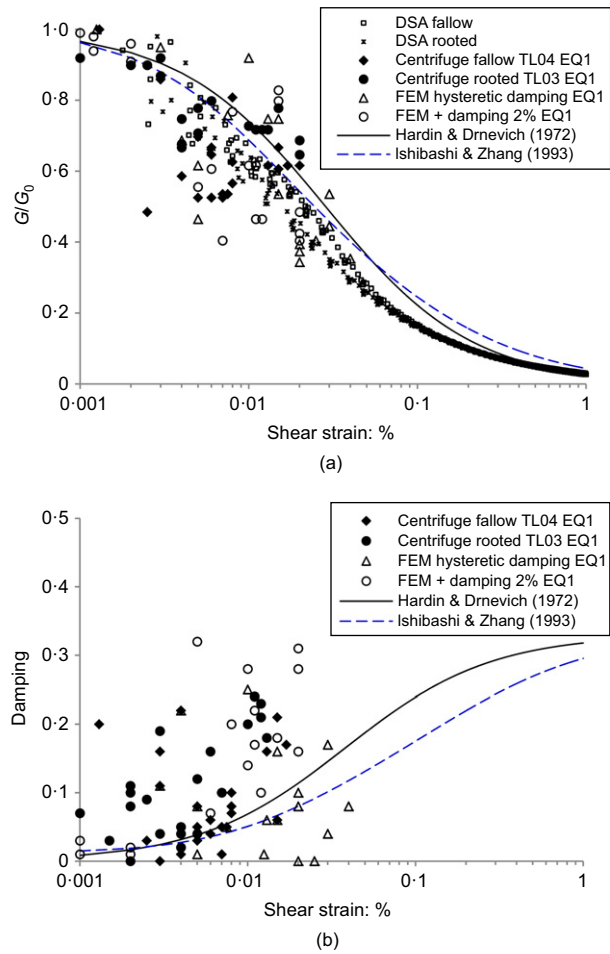 1·0
0·8
0·6
0·4
0·2
0
G/G0
0·001
0·01
0·1
1
Shear strain: %
(a)
DSA fallow
DSA rooted
Centrifuge fallow TL04 EQ1
Centrifuge rooted TL03 EQ1
FEM hysteretic damping EQ1
FEM + damping 2% EQ1
Hardin & Drnevich (1972)
Ishibashi & Zhang (1993)
0·5
0·4
0·3
0·2
0·1
0
Damping
0·001
0·01
0·1
1
Shear strain: %
(b)
Centrifuge fallow TL04 EQ1
Centrifuge rooted TL03 EQ1
FEM hysteretic damping EQ1
FEM + damping 2% EQ1
Hardin & Drnevich (1972)
Ishibashi & Zhang (1993)